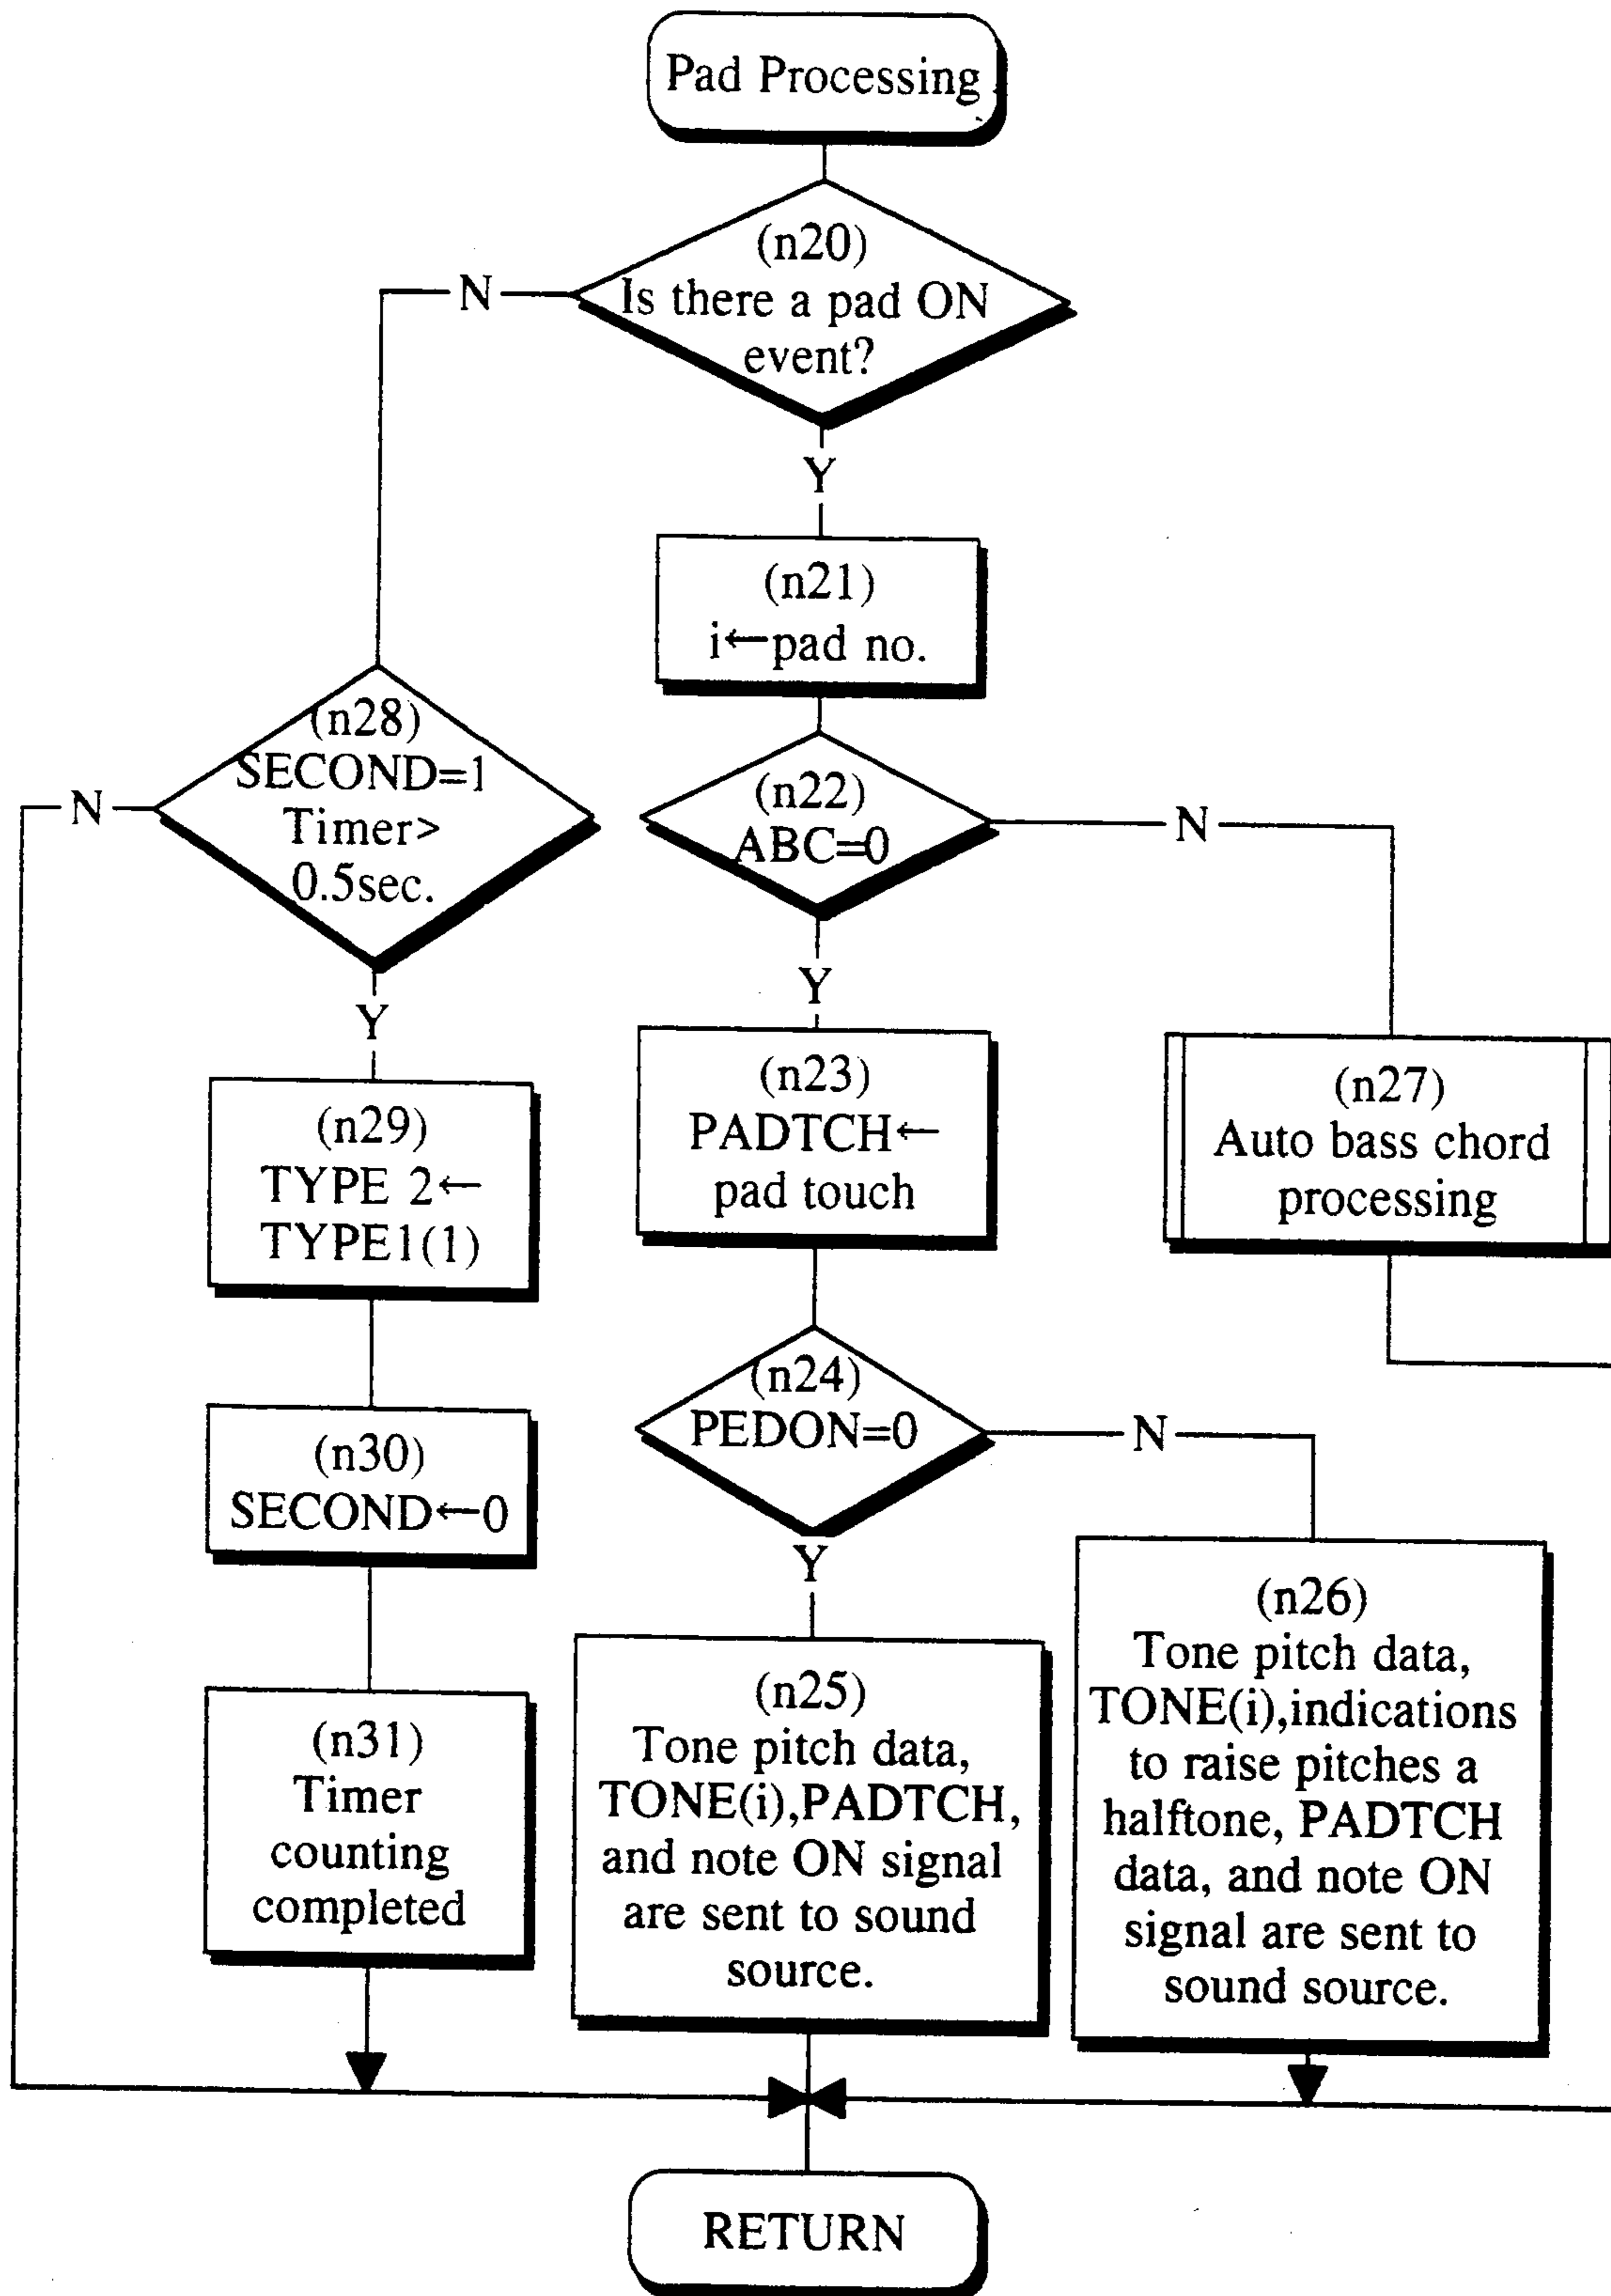 Pad Processing
(n20)
Is there a pad ON
event?
N
Y
(n21)
i←pad no.
(n28)
SECOND=1
Timer>
0.5sec.
N
Y
(n22)
ABC=0
N
Y
(n29)
TYPE 2←
TYPE1(1)
(n23)
PADTCH←
pad touch
(n27)
Auto bass chord
processing
(n24)
PEDON=0
N
Y
(n30)
SECOND←0
(n31)
Timer
counting
completed
(n25)
Tone pitch data,
TONE(i),PADTCH,
and note ON signal
are sent to sound
source.
(n26)
Tone pitch data,
TONE(i),indications
to raise pitches a
halftone, PADTCH
data, and note ON
signal are sent to
sound source.
RETURN